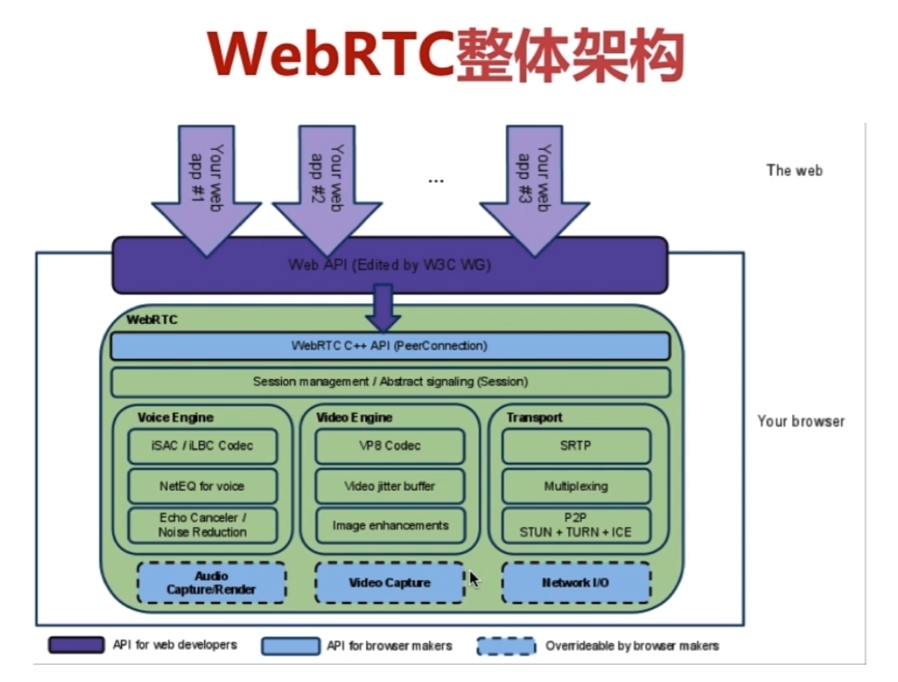 WebRTC整体架构
Your web
app #1
Your web
app #2
...
Your web
app #3
The web
Web API (Edited by W3C WG)
WebRTC
WebRTC C++ API (PeerConnection)
Session management / Abstract signaling (Session)
Your browser
Voice Engine
iSAC / iLBC Codec
NetEQ for voice
Echo Canceler /
Noise Reduction
Video Engine
VP8 Codec
Video jitter buffer
Image enhancements
Transport
SRTP
Multiplexing
P2P
STUN + TURN + ICE
Audio
Capture/Render
Video Capture
Network I/O
API for web developers
API for browser makers
Overrideable by browser makers